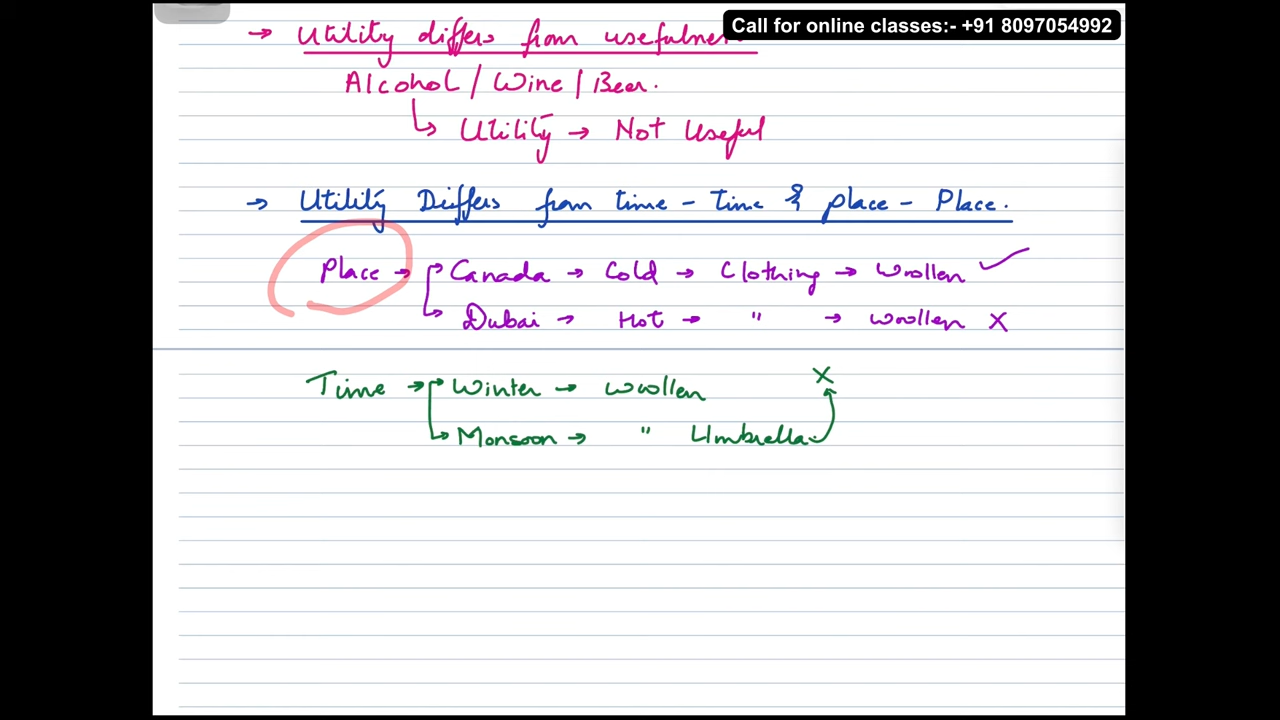 Call for online classes:- +91 8097054992
→ Utility differs from usefulness
Alcohol / Wine / Beer.
↳ Utility → Not Useful
→ Utility Differs from time - Time & place - Place.
Place → Canada → Cold → Clothing → Woollen ✓
Dubai → Hot → " → Woollen X
Time → Winter → Woollen X
Monsoon → " Umbrella